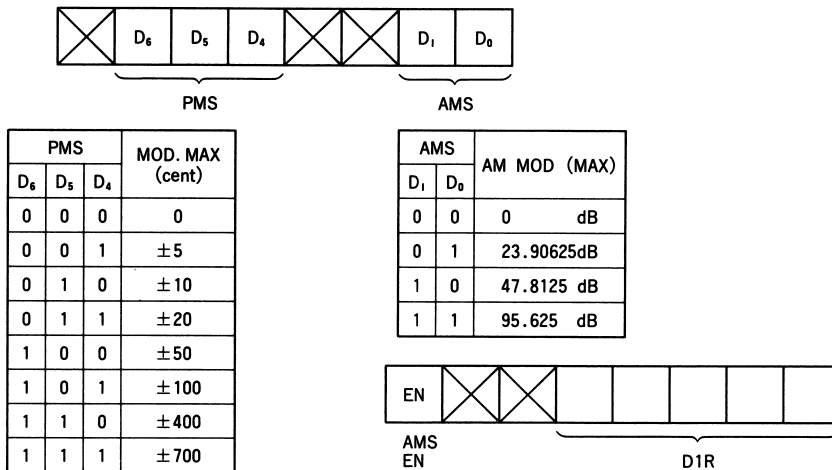 D₆ D₅ D₄ D₁ D₀
PMS AMS
PMS MOD. MAX (cent)
D₆ D₅ D₄
0 0 0 0
0 0 1 ±5
0 1 0 ±10
0 1 1 ±20
1 0 0 ±50
1 0 1 ±100
1 1 0 ±400
1 1 1 ±700
AMS AM MOD (MAX)
D₁ D₀
0 0 0 dB
0 1 23.90625dB
1 0 47.8125 dB
1 1 95.625 dB
EN
AMS
EN D1R